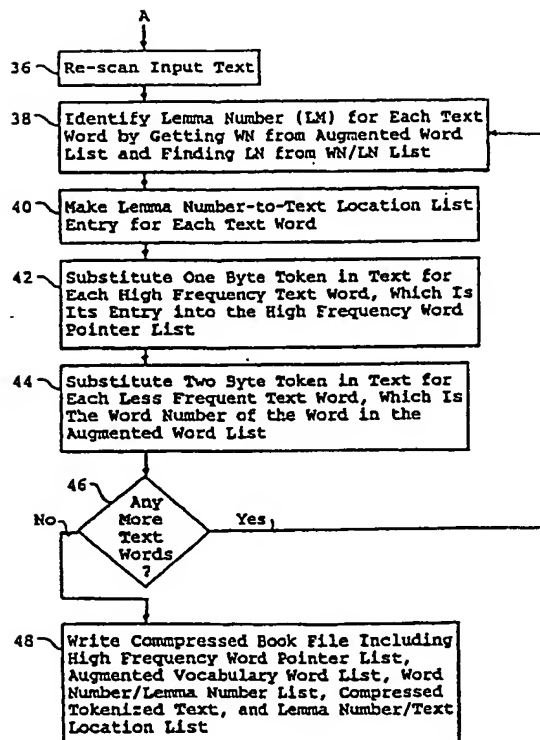 A
36 Re-scan Input Text
38 Identify Lemma Number (LM) for Each Text
Word by Getting WN from Augmented Word
List and Finding LN from WN/LN List
40 Make Lemma Number-to-Text Location List
Entry for Each Text Word
42 Substitute One Byte Token in Text for
Each High Frequency Text Word, Which Is
Its Entry into the High Frequency Word
Pointer List
44 Substitute Two Byte Token in Text for
Each Less Frequent Text Word, Which Is
The Word Number of the Word in the
Augmented Word List
46
Any
More
Text
Words
?
No
Yes
48 Write Commpressed Book File Including
High Frequency Word Pointer List,
Augmented Vocabulary Word List, Word
Number/Lemma Number List, Compressed
Tokenized Text, and Lemma Number/Text
Location List